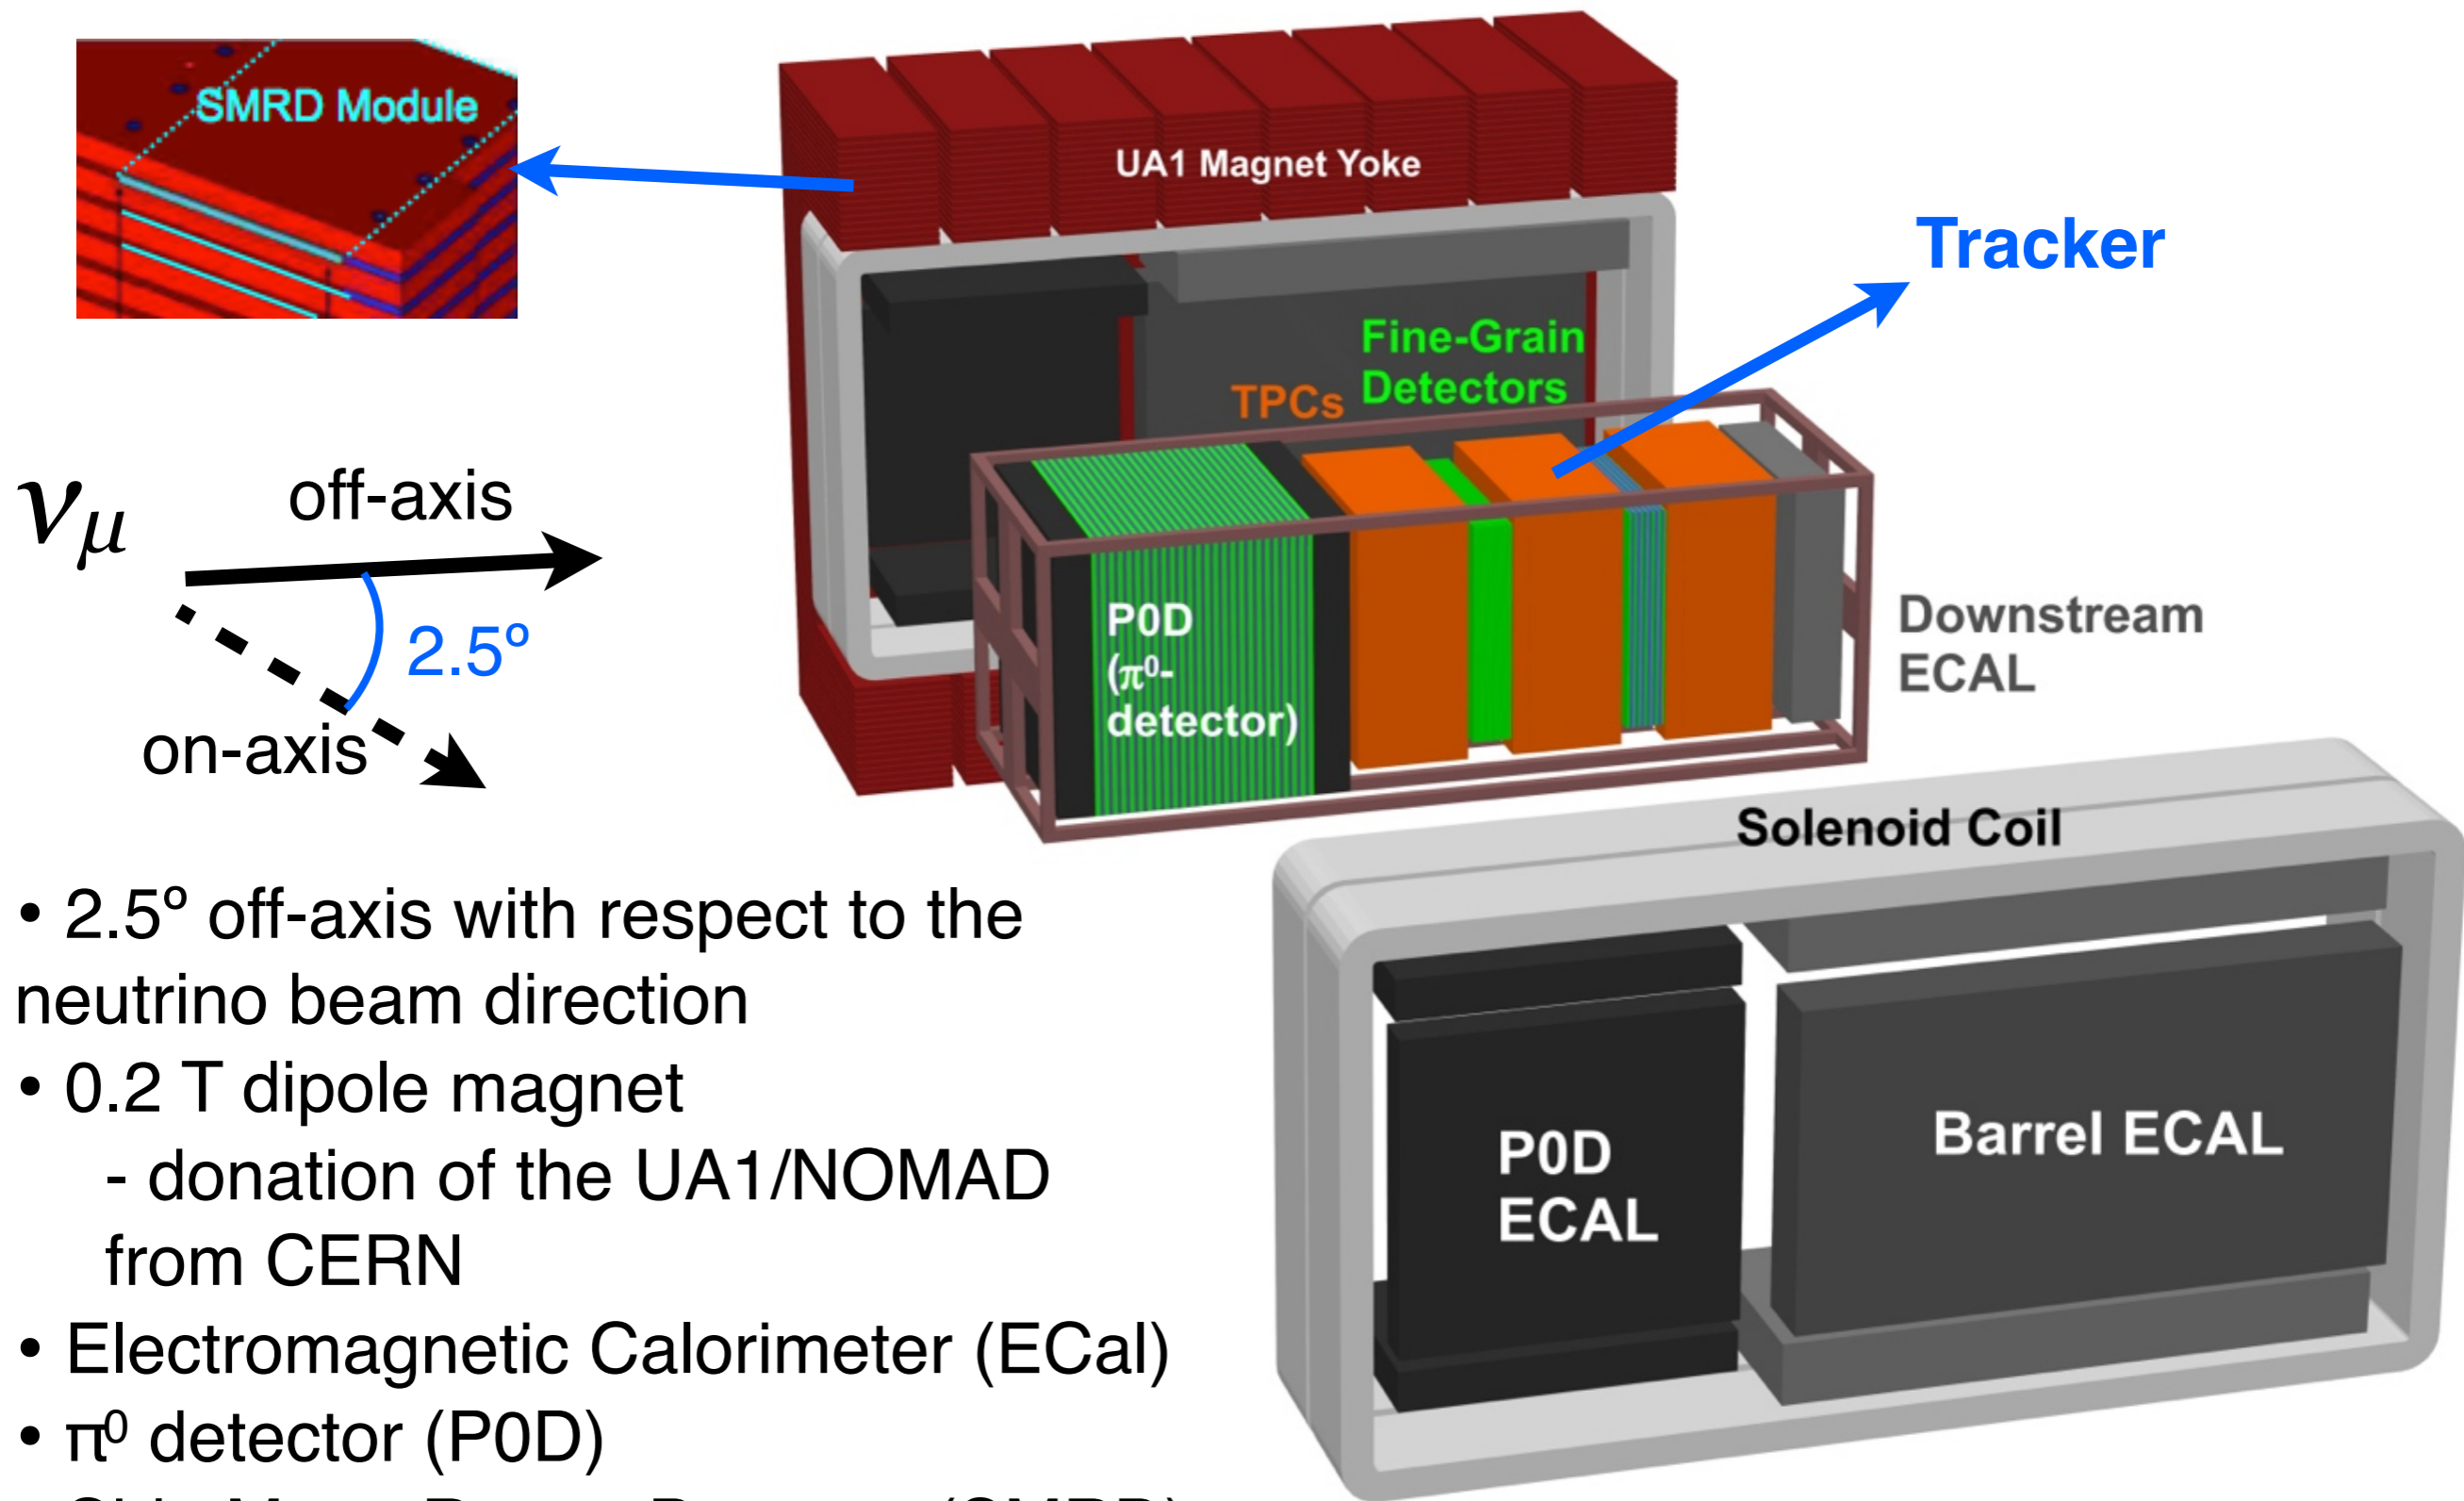 SMRD Module
UA1 Magnet Yoke
Tracker
Fine-Grain
Detectors
TPCs
νμ
off-axis
2.5º
on-axis
P0D
(π⁰-
detector)
Downstream
ECAL
Solenoid Coil
P0D
ECAL
Barrel ECAL
• 2.5º off-axis with respect to the
neutrino beam direction
• 0.2 T dipole magnet
- donation of the UA1/NOMAD
from CERN
• Electromagnetic Calorimeter (ECal)
• π⁰ detector (P0D)